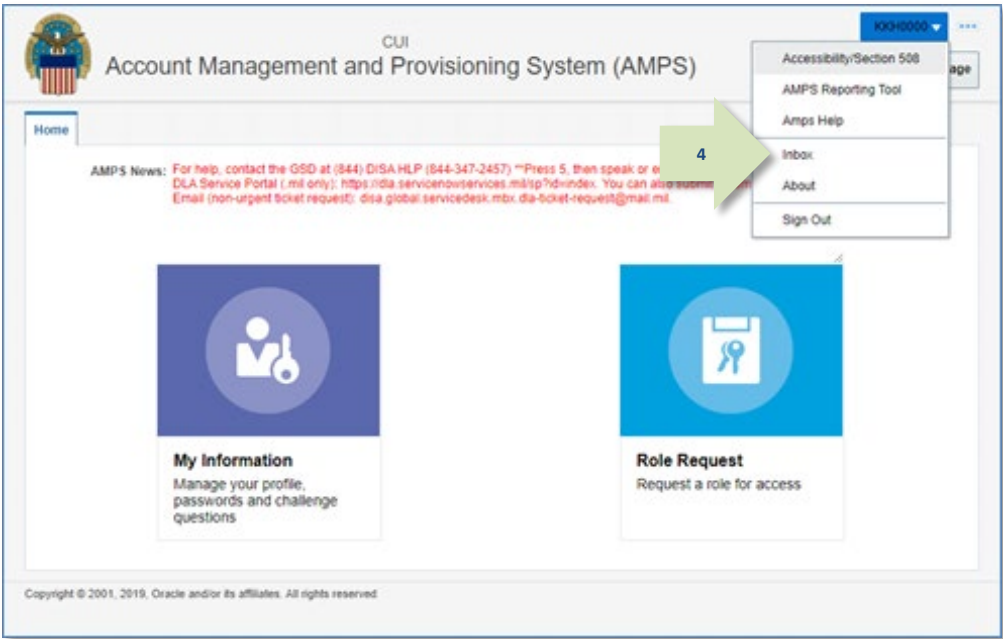 CUI
Account Management and Provisioning System (AMPS)
KKH0000
age
Accessibility/Section 508
AMPS Reporting Tool
Amps Help
Inbox
About
Sign Out
4
Home
AMPS News: For help, contact the GSD at (844) DISA HLP (844-347-2457) **Press 5, then speak or
DLA Service Portal (.mil only): https://dla.servicenowservices.mil/sp?id=index. You can also submit
Email (non-urgent ticket request): disa.global.servicedesk.mbx.dla-ticket-request@mail.mil.
My Information
Manage your profile,
passwords and challenge
questions
Role Request
Request a role for access
Copyright © 2001, 2019, Oracle and/or its affiliates. All rights reserved